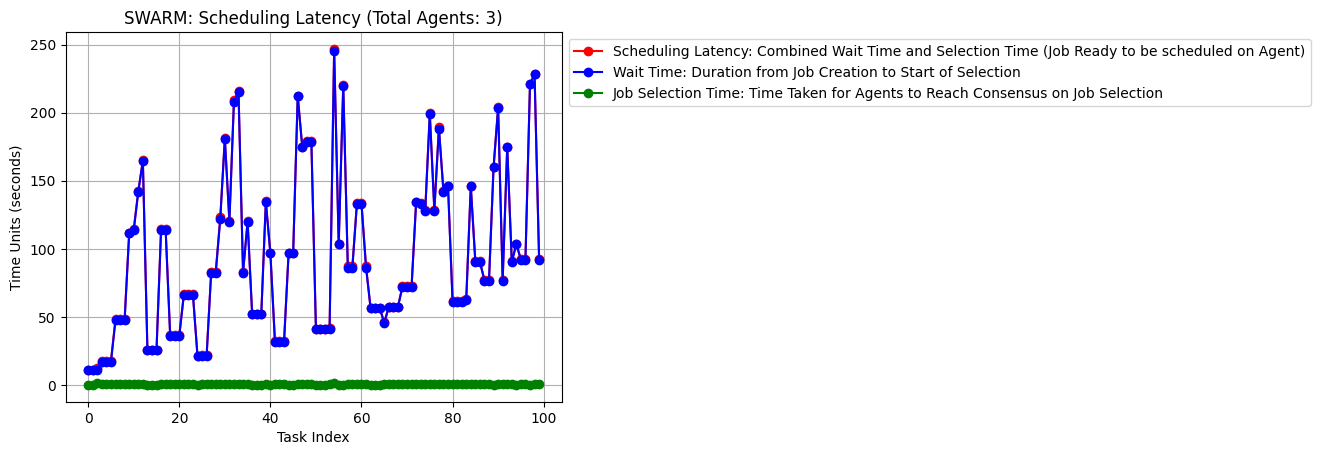 SWARM: Scheduling Latency (Total Agents: 3)
250
200
150
100
50
0
Time Units (seconds)
0 20 40 60 80 100
Task Index
Scheduling Latency: Combined Wait Time and Selection Time (Job Ready to be scheduled on Agent)
Wait Time: Duration from Job Creation to Start of Selection
Job Selection Time: Time Taken for Agents to Reach Consensus on Job Selection